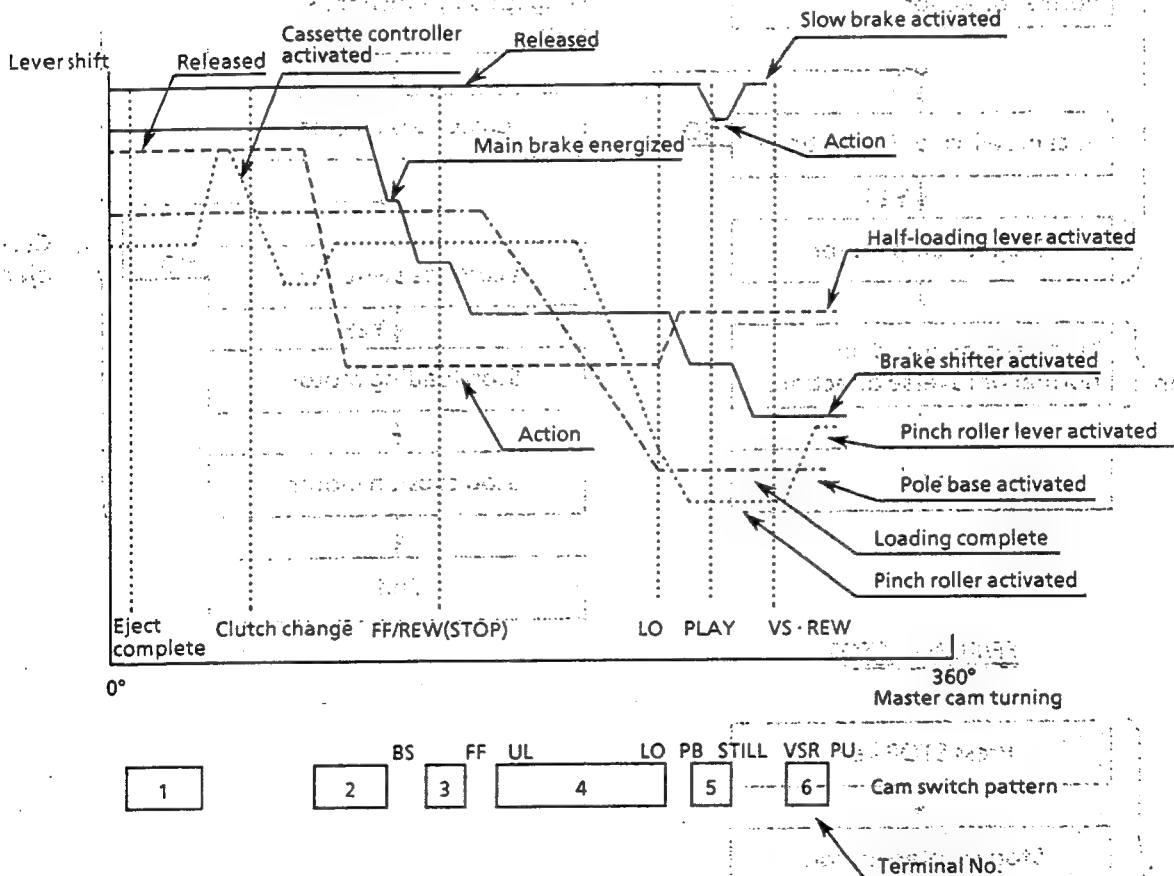 Slow brake activated
Cassette controller
activated
Released
Lever shift
Released
Action
Main brake energized
Half-loading lever activated
Brake shifter activated
Pinch roller lever activated
Action
Pole base activated
Loading complete
Pinch roller activated
Eject
complete
Clutch change
FF/REW(STOP)
LO
PLAY
VS·REW
0°
360°
Master cam turning
BS
FF
UL
LO
PB
STILL
VSR
PU
1
2
3
4
5
6
Cam switch pattern
Terminal No.